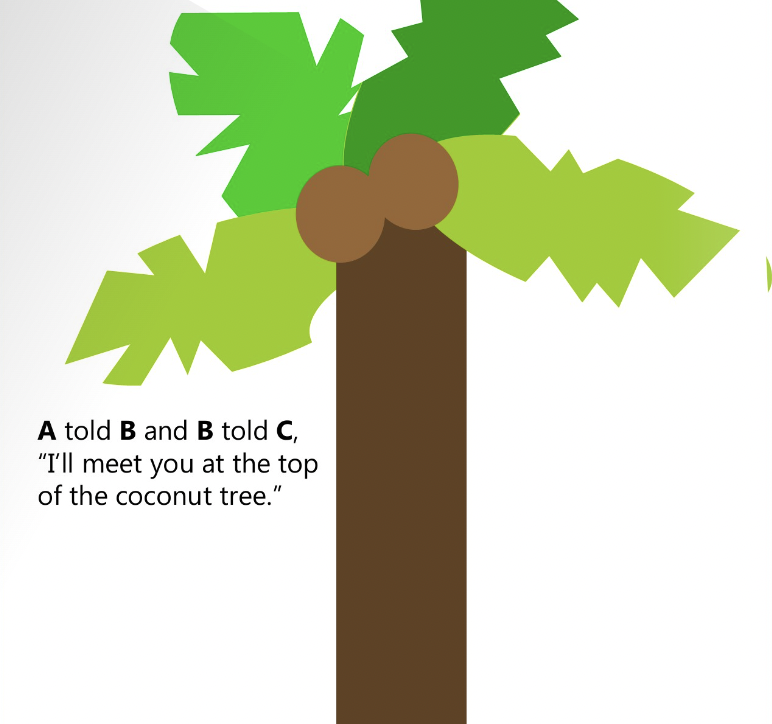 A told B and B told C,
“I’ll meet you at the top
of the coconut tree.”